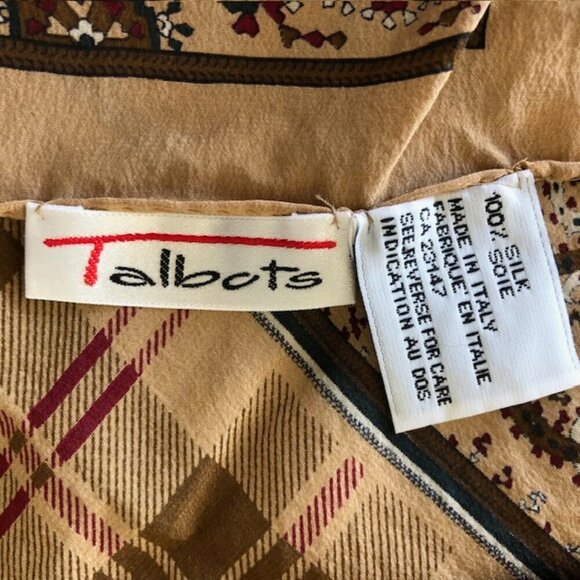 Talbots
100% SILK
SOIE
MADE IN ITALY
FABRIQUE' EN ITALIE
CA 23147
SEE REVERSE FOR CARE
INDICATION AU DOS